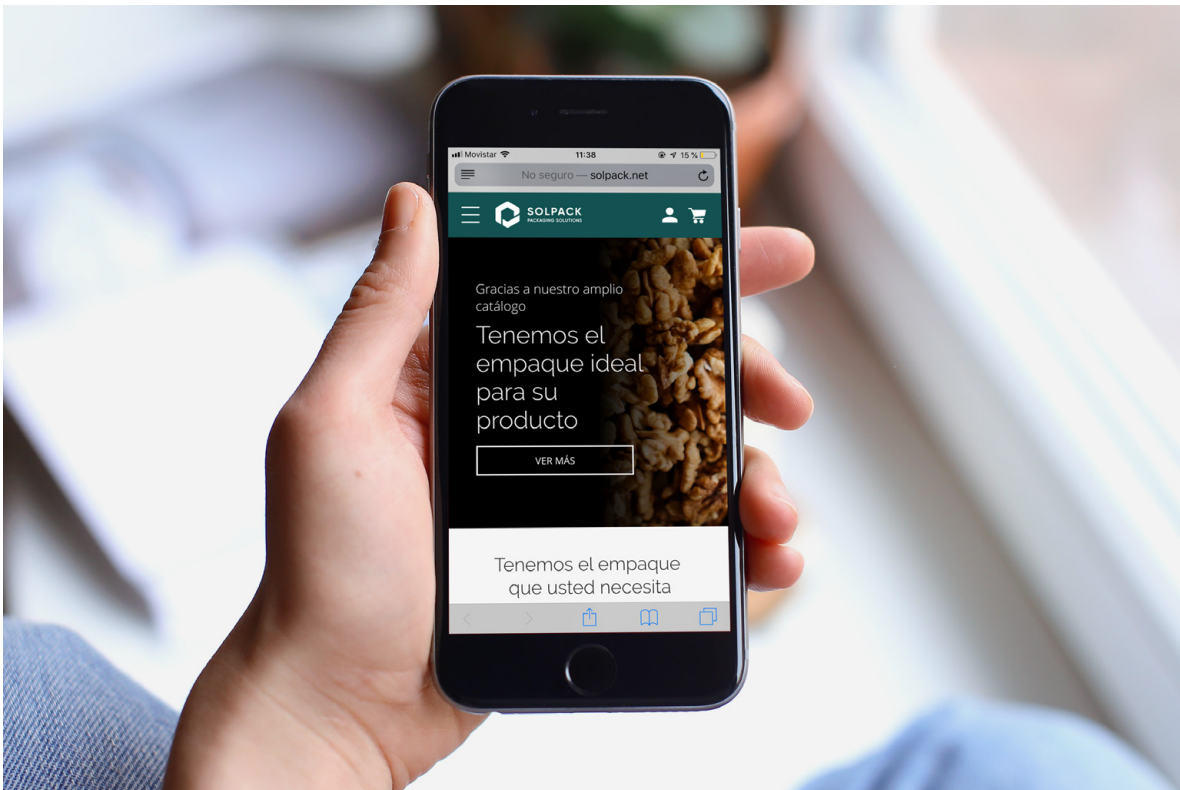 Movistar 11:38 15 %
No seguro — solpack.net
SOLPACK
PACKAGING SOLUTIONS
Gracias a nuestro amplio
catálogo
Tenemos el
empaque ideal
para su
producto
VER MÁS
Tenemos el empaque
que usted necesita